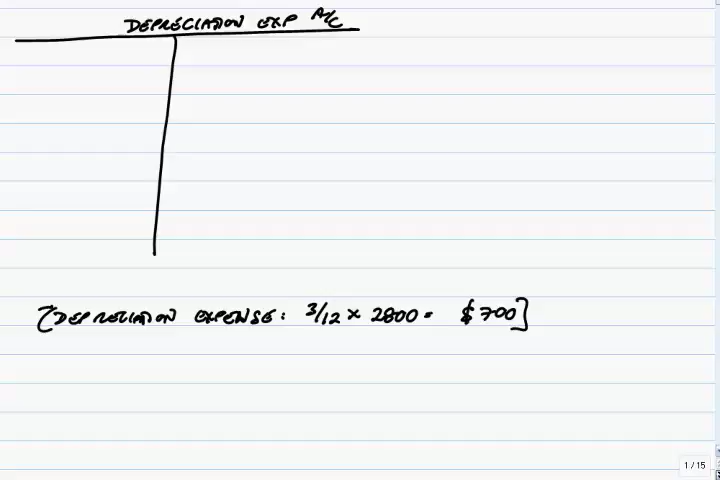 DEPRECIATION EXP A/C
[DEPRECIATION EXPENSE: 3/12 × 2800 = $700]
1 / 15